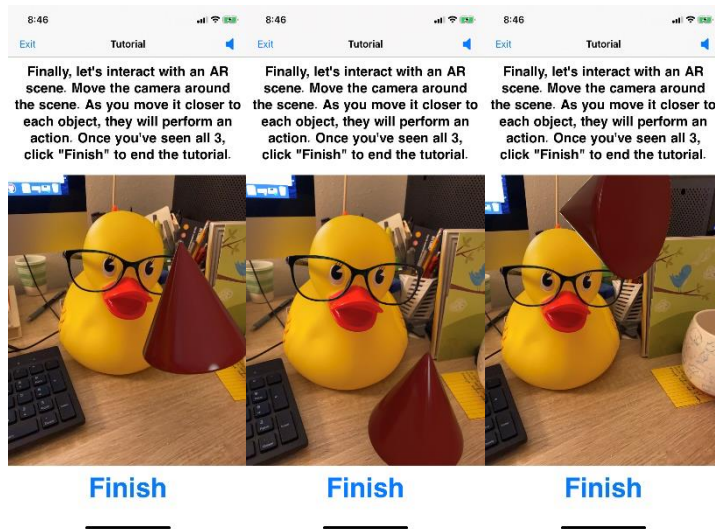 8:46
Exit Tutorial
Finally, let's interact with an AR
scene. Move the camera around
the scene. As you move it closer to
each object, they will perform an
action. Once you've seen all 3,
click "Finish" to end the tutorial.
Finish
8:46
Exit Tutorial
Finally, let's interact with an AR
scene. Move the camera around
the scene. As you move it closer to
each object, they will perform an
action. Once you've seen all 3,
click "Finish" to end the tutorial.
Finish
8:46
Exit Tutorial
Finally, let's interact with an AR
scene. Move the camera around
the scene. As you move it closer to
each object, they will perform an
action. Once you've seen all 3,
click "Finish" to end the tutorial.
Finish